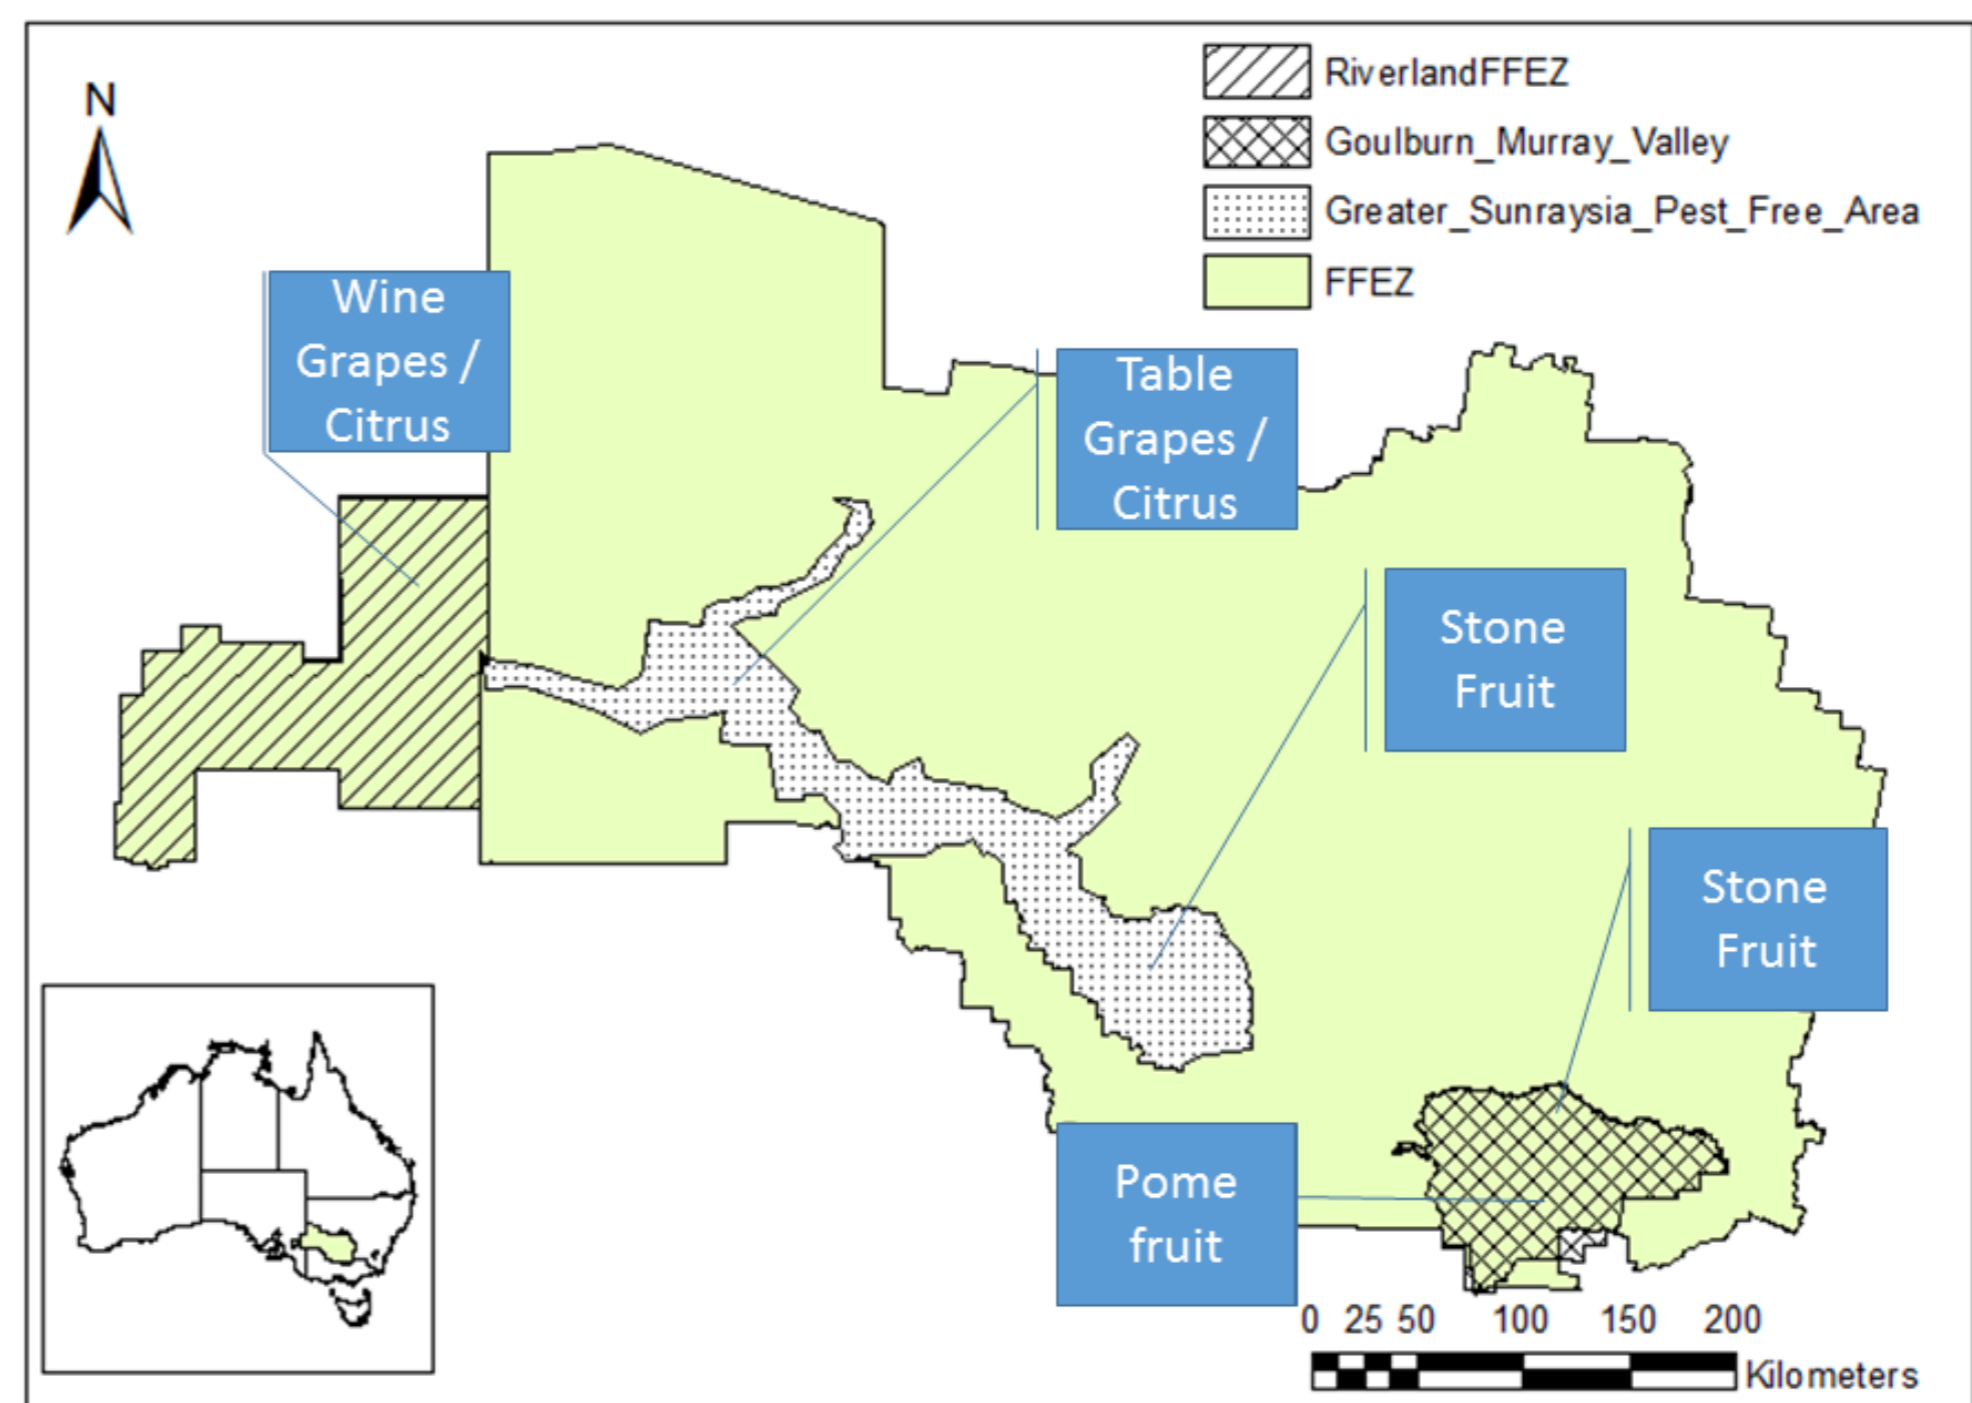 N
RiverlandFFEZ
Goulburn_Murray_Valley
Greater_Sunraysia_Pest_Free_Area
FFEZ
Wine
Grapes /
Citrus
Table
Grapes /
Citrus
Stone
Fruit
Stone
Fruit
Pome
fruit
0 25 50 100 150 200
Kilometers